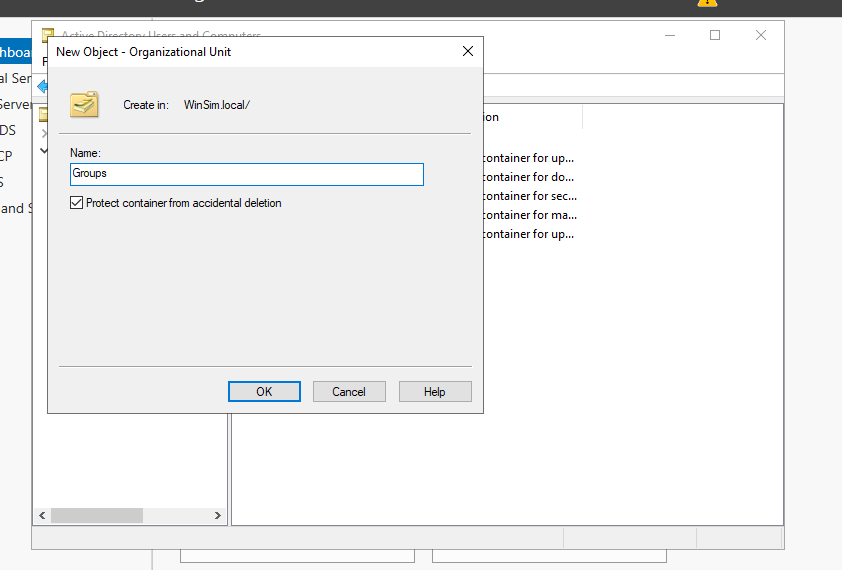 Active Directory Users and Computers
New Object - Organizational Unit
Create in: WinSim.local/
Name:
Groups
Protect container from accidental deletion
OK Cancel Help
hboa
al Ser
Server
DS
CP
S
and S
F
ion
container for up...
container for do...
container for sec...
container for ma...
container for up...